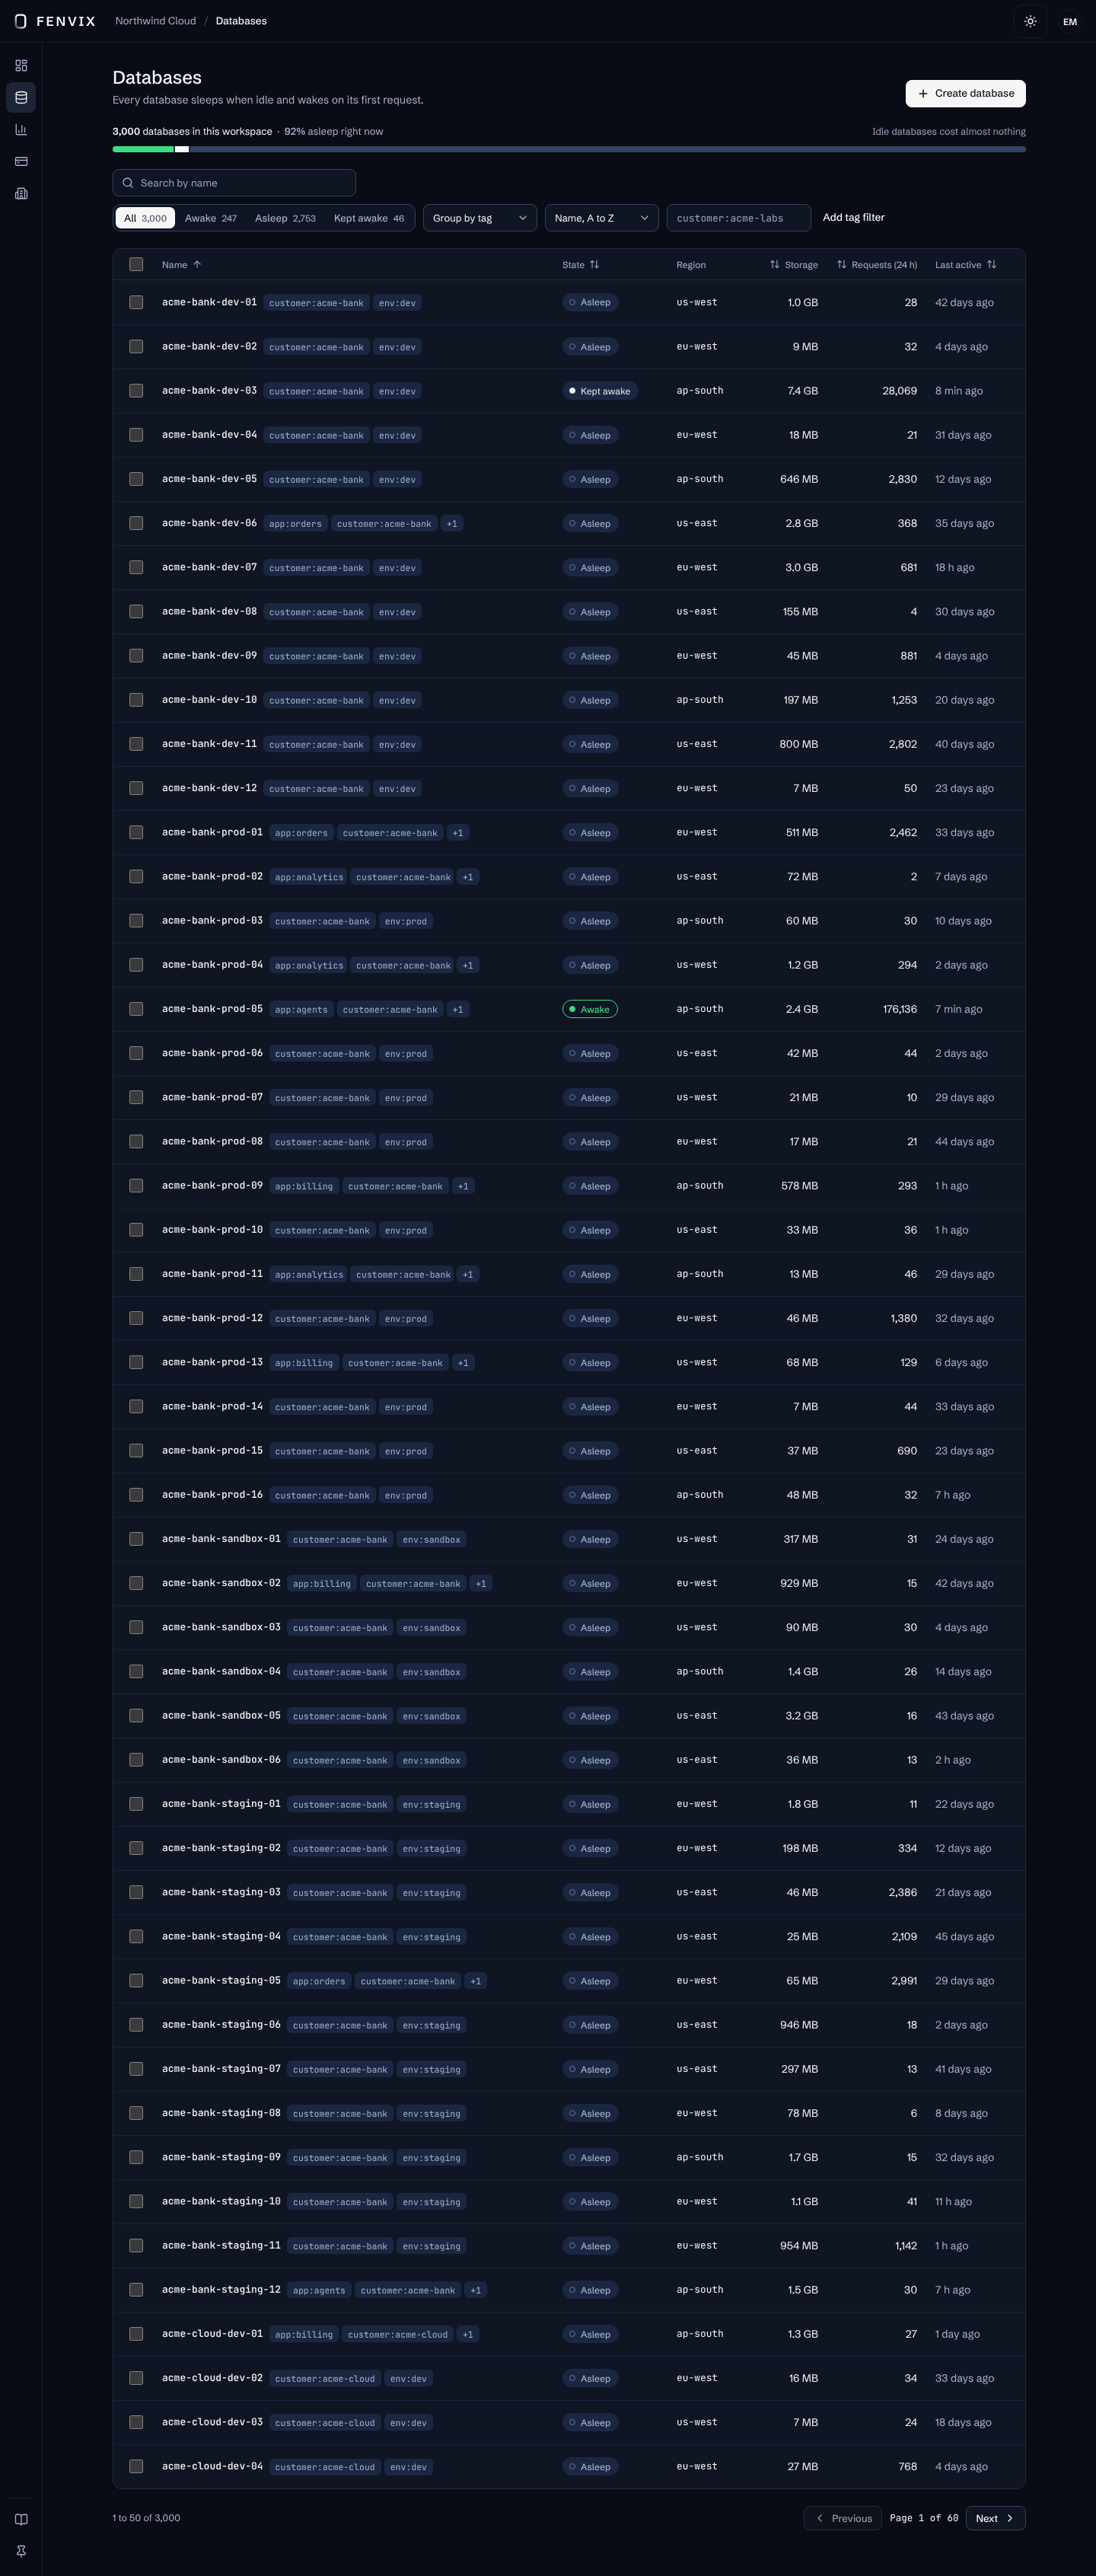 FENVIX Northwind Cloud / Databases EM
Databases
Every database sleeps when idle and wakes on its first request.
Create database
3,000 databases in this workspace · 92% asleep right now Idle databases cost almost nothing
Search by name
All 3,000 Awake 247 Asleep 2,753 Kept awake 46 Group by tag Name, A to Z customer:acme-labs Add tag filter
Name State Region Storage Requests (24 h) Last active
acme-bank-dev-01 customer:acme-bank env:dev Asleep us-west 1.0 GB 28 42 days ago
acme-bank-dev-02 customer:acme-bank env:dev Asleep eu-west 9 MB 32 4 days ago
acme-bank-dev-03 customer:acme-bank env:dev Kept awake ap-south 7.4 GB 28,069 8 min ago
acme-bank-dev-04 customer:acme-bank env:dev Asleep eu-west 18 MB 21 31 days ago
acme-bank-dev-05 customer:acme-bank env:dev Asleep ap-south 646 MB 2,830 12 days ago
acme-bank-dev-06 app:orders customer:acme-bank +1 Asleep us-east 2.8 GB 368 35 days ago
acme-bank-dev-07 customer:acme-bank env:dev Asleep eu-west 3.0 GB 681 18 h ago
acme-bank-dev-08 customer:acme-bank env:dev Asleep us-east 155 MB 4 30 days ago
acme-bank-dev-09 customer:acme-bank env:dev Asleep eu-west 45 MB 881 4 days ago
acme-bank-dev-10 customer:acme-bank env:dev Asleep ap-south 197 MB 1,253 20 days ago
acme-bank-dev-11 customer:acme-bank env:dev Asleep us-east 800 MB 2,802 40 days ago
acme-bank-dev-12 customer:acme-bank env:dev Asleep eu-west 7 MB 50 23 days ago
acme-bank-prod-01 app:orders customer:acme-bank +1 Asleep eu-west 511 MB 2,462 33 days ago
acme-bank-prod-02 app:analytics customer:acme-bank +1 Asleep us-east 72 MB 2 7 days ago
acme-bank-prod-03 customer:acme-bank env:prod Asleep ap-south 60 MB 30 10 days ago
acme-bank-prod-04 app:analytics customer:acme-bank +1 Asleep us-west 1.2 GB 294 2 days ago
acme-bank-prod-05 app:agents customer:acme-bank +1 Awake ap-south 2.4 GB 176,136 7 min ago
acme-bank-prod-06 customer:acme-bank env:prod Asleep us-east 42 MB 44 2 days ago
acme-bank-prod-07 customer:acme-bank env:prod Asleep us-west 21 MB 10 29 days ago
acme-bank-prod-08 customer:acme-bank env:prod Asleep eu-west 17 MB 21 44 days ago
acme-bank-prod-09 app:billing customer:acme-bank +1 Asleep ap-south 578 MB 293 1 h ago
acme-bank-prod-10 customer:acme-bank env:prod Asleep us-east 33 MB 36 1 h ago
acme-bank-prod-11 app:analytics customer:acme-bank +1 Asleep ap-south 13 MB 46 29 days ago
acme-bank-prod-12 customer:acme-bank env:prod Asleep eu-west 46 MB 1,380 32 days ago
acme-bank-prod-13 app:billing customer:acme-bank +1 Asleep us-west 68 MB 129 6 days ago
acme-bank-prod-14 customer:acme-bank env:prod Asleep eu-west 7 MB 44 33 days ago
acme-bank-prod-15 customer:acme-bank env:prod Asleep us-east 37 MB 690 23 days ago
acme-bank-prod-16 customer:acme-bank env:prod Asleep ap-south 48 MB 32 7 h ago
acme-bank-sandbox-01 customer:acme-bank env:sandbox Asleep us-west 317 MB 31 24 days ago
acme-bank-sandbox-02 app:billing customer:acme-bank +1 Asleep eu-west 929 MB 15 42 days ago
acme-bank-sandbox-03 customer:acme-bank env:sandbox Asleep us-west 90 MB 30 4 days ago
acme-bank-sandbox-04 customer:acme-bank env:sandbox Asleep ap-south 1.4 GB 26 14 days ago
acme-bank-sandbox-05 customer:acme-bank env:sandbox Asleep us-east 3.2 GB 16 43 days ago
acme-bank-sandbox-06 customer:acme-bank env:sandbox Asleep us-east 36 MB 13 2 h ago
acme-bank-staging-01 customer:acme-bank env:staging Asleep eu-west 1.8 GB 11 22 days ago
acme-bank-staging-02 customer:acme-bank env:staging Asleep eu-west 198 MB 334 12 days ago
acme-bank-staging-03 customer:acme-bank env:staging Asleep us-east 46 MB 2,386 21 days ago
acme-bank-staging-04 customer:acme-bank env:staging Asleep us-east 25 MB 2,109 45 days ago
acme-bank-staging-05 app:orders customer:acme-bank +1 Asleep eu-west 65 MB 2,991 29 days ago
acme-bank-staging-06 customer:acme-bank env:staging Asleep us-east 946 MB 18 2 days ago
acme-bank-staging-07 customer:acme-bank env:staging Asleep us-east 297 MB 13 41 days ago
acme-bank-staging-08 customer:acme-bank env:staging Asleep eu-west 78 MB 6 8 days ago
acme-bank-staging-09 customer:acme-bank env:staging Asleep ap-south 1.7 GB 15 32 days ago
acme-bank-staging-10 customer:acme-bank env:staging Asleep eu-west 1.1 GB 41 11 h ago
acme-bank-staging-11 customer:acme-bank env:staging Asleep eu-west 954 MB 1,142 1 h ago
acme-bank-staging-12 app:agents customer:acme-bank +1 Asleep ap-south 1.5 GB 30 7 h ago
acme-cloud-dev-01 app:billing customer:acme-cloud +1 Asleep ap-south 1.3 GB 27 1 day ago
acme-cloud-dev-02 customer:acme-cloud env:dev Asleep eu-west 16 MB 34 33 days ago
acme-cloud-dev-03 customer:acme-cloud env:dev Asleep us-west 7 MB 24 18 days ago
acme-cloud-dev-04 customer:acme-cloud env:dev Asleep us-west 27 MB 768 4 days ago
1 to 50 of 3,000 Previous Page 1 of 60 Next